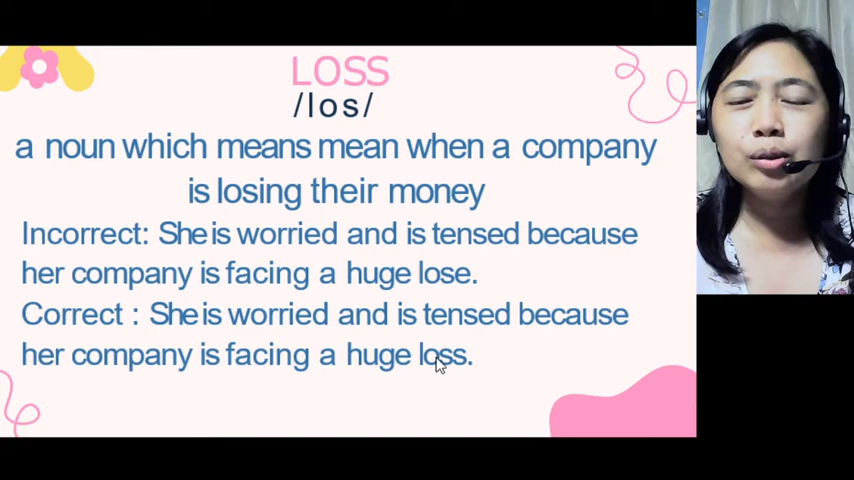 LOSS
/los/
a noun which means mean when a company
is losing their money
Incorrect: She is worried and is tensed because
her company is facing a huge lose.
Correct : She is worried and is tensed because
her company is facing a huge loss.